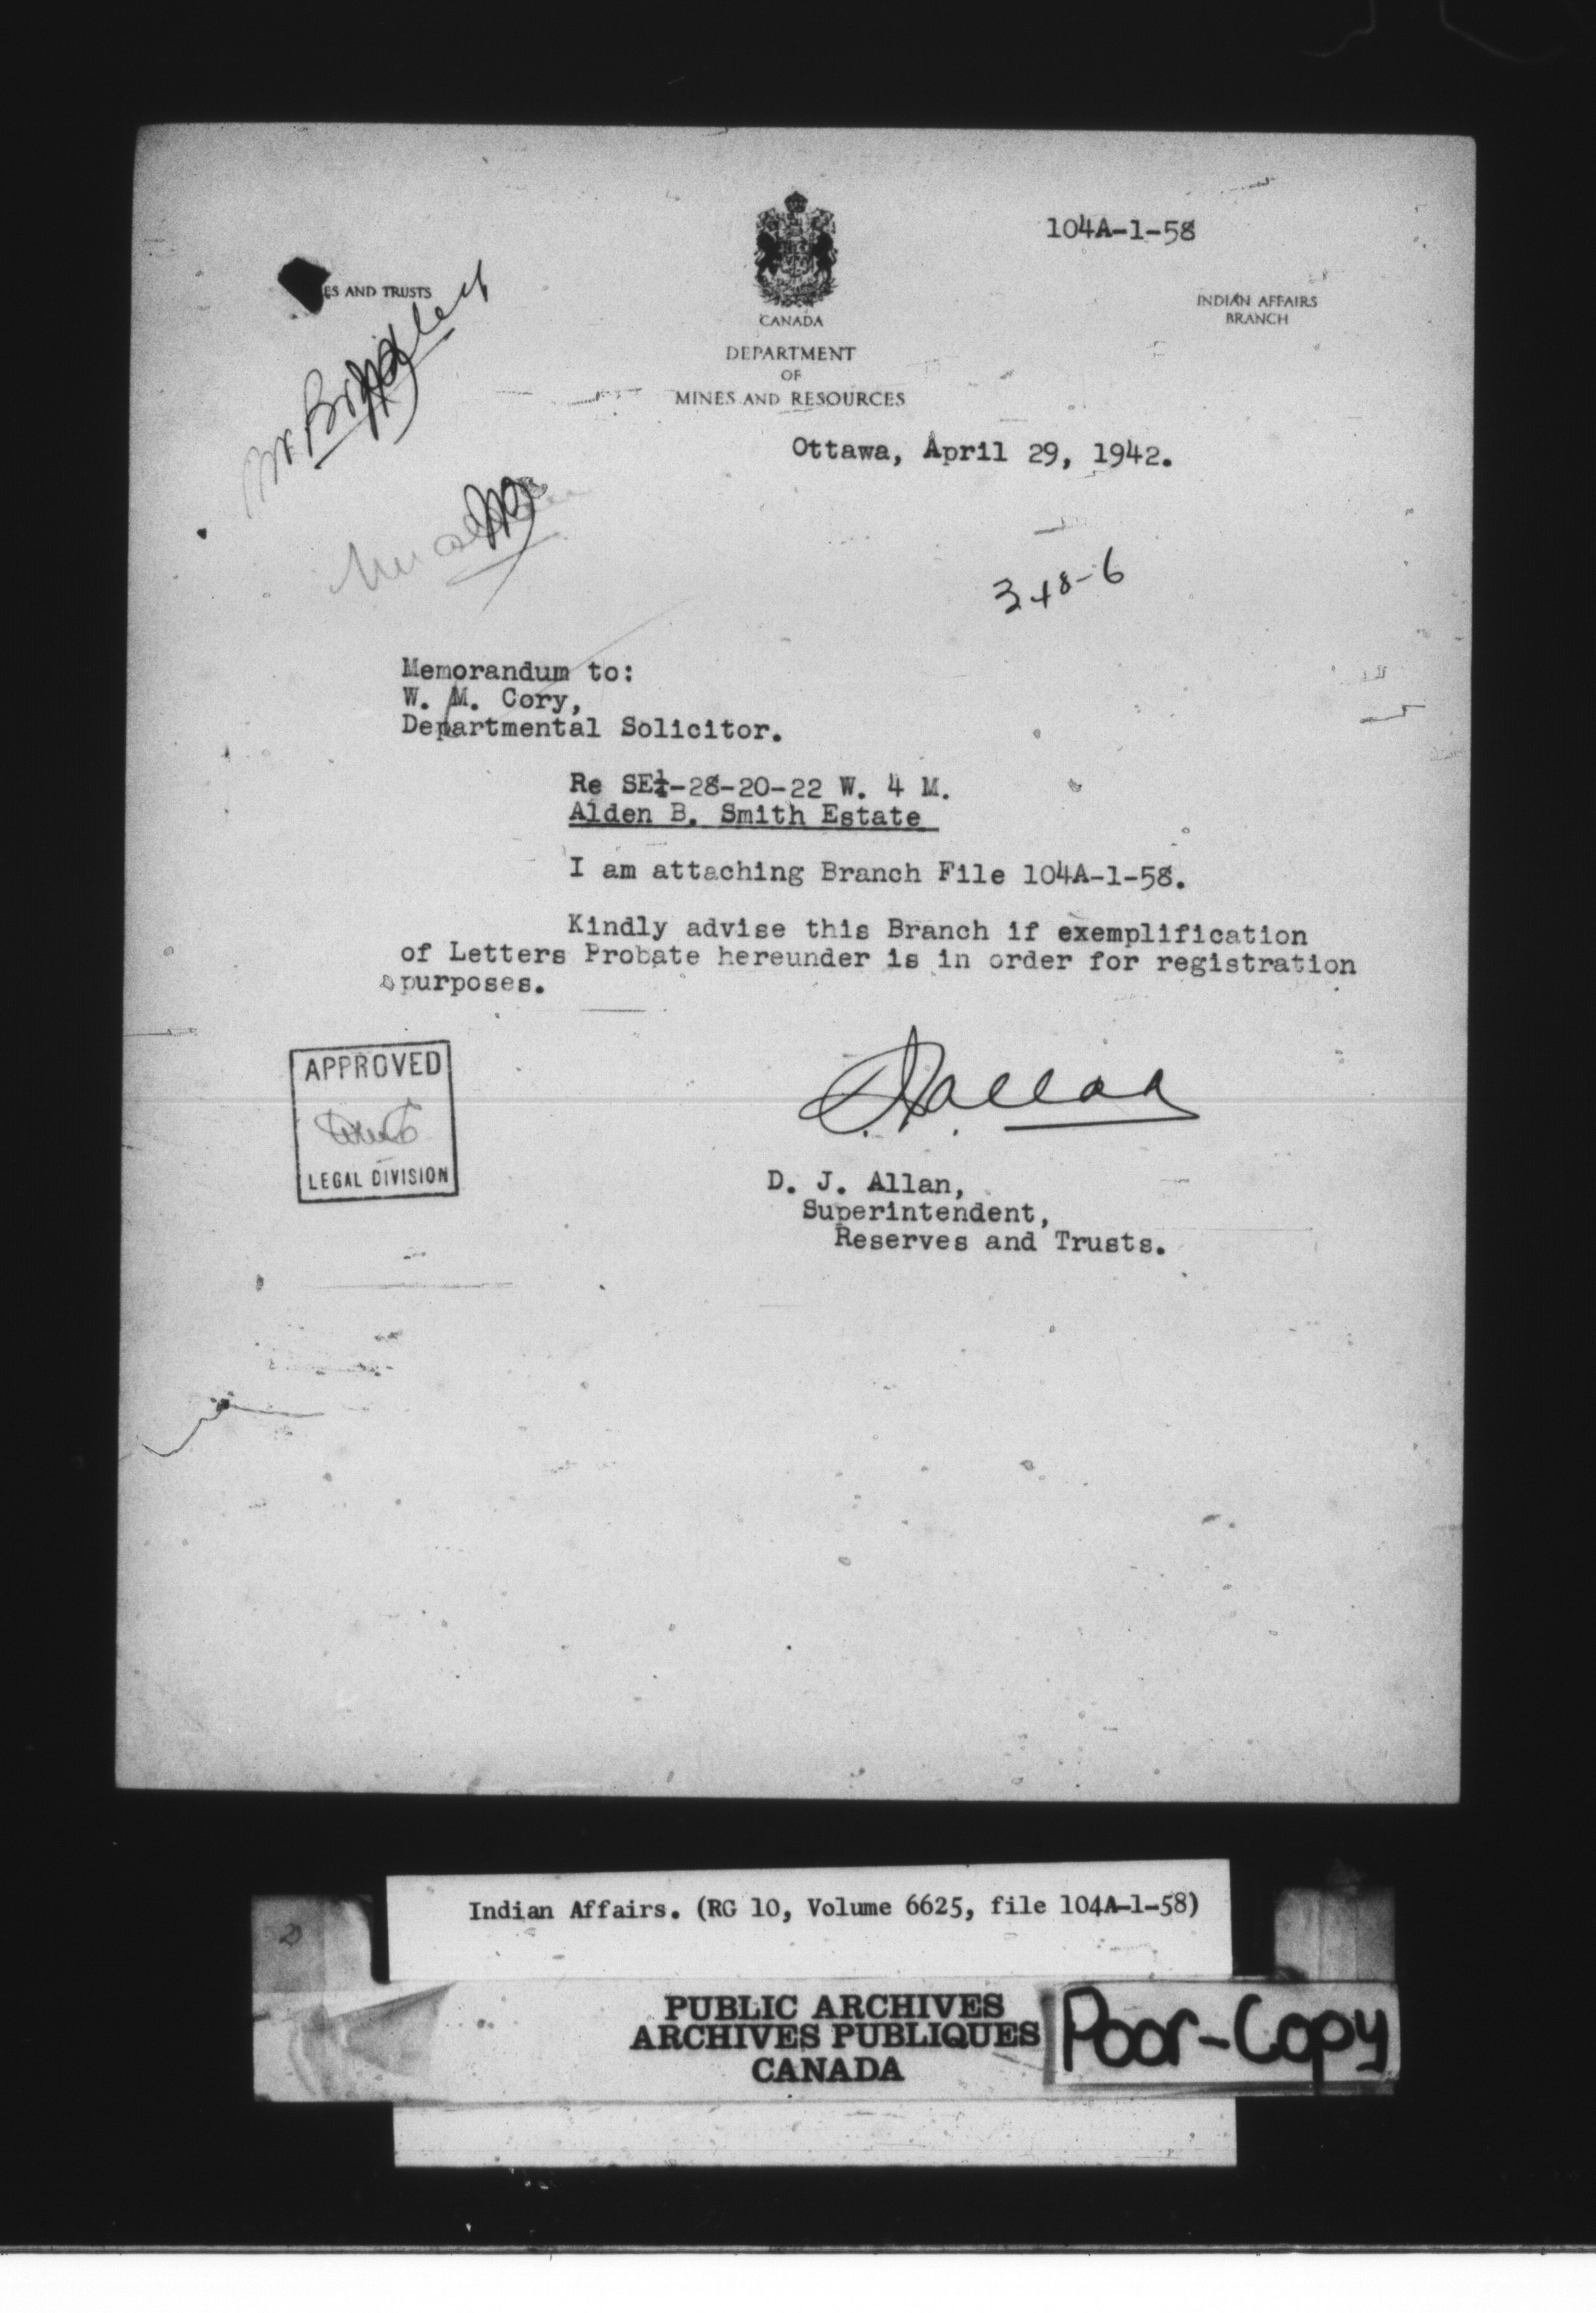 104A-1-58
ES AND TRUSTS
INDIAN AFFAIRS
BRANCH
CANADA
DEPARTMENT
OF
MINES AND RESOURCES
Mr
Ottawa, April 29, 1942.
Memorandum to:
W. M. Cory,
Departmental Solicitor.
Re SE¼-28-20-22 W. 4 M.
Alden B. Smith Estate
I am attaching Branch File 104A-1-58.
Kindly advise this Branch if exemplification
of Letters Probate hereunder is in order for registration
purposes.
APPROVED
LEGAL DIVISION
D. J. Allan,
Superintendent,
Reserves and Trusts.
Indian Affairs. (RG 10, Volume 6625, file 104A-1-58)
PUBLIC ARCHIVES
ARCHIVES PUBLIQUES
CANADA
Poor-Copy